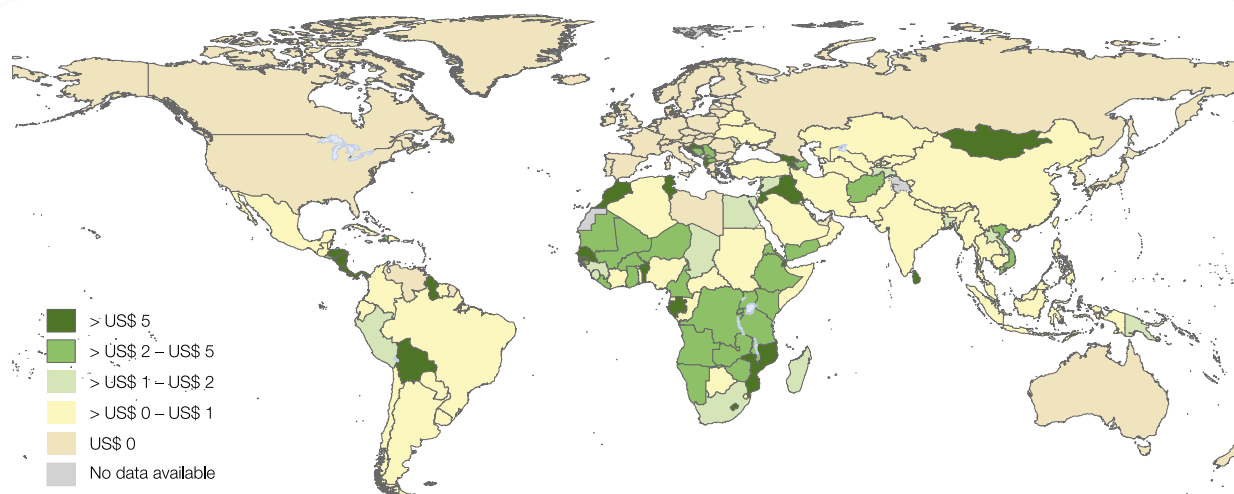 > US$ 5
> US$ 2 – US$ 5
> US$ 1 – US$ 2
> US$ 0 – US$ 1
US$ 0
No data available